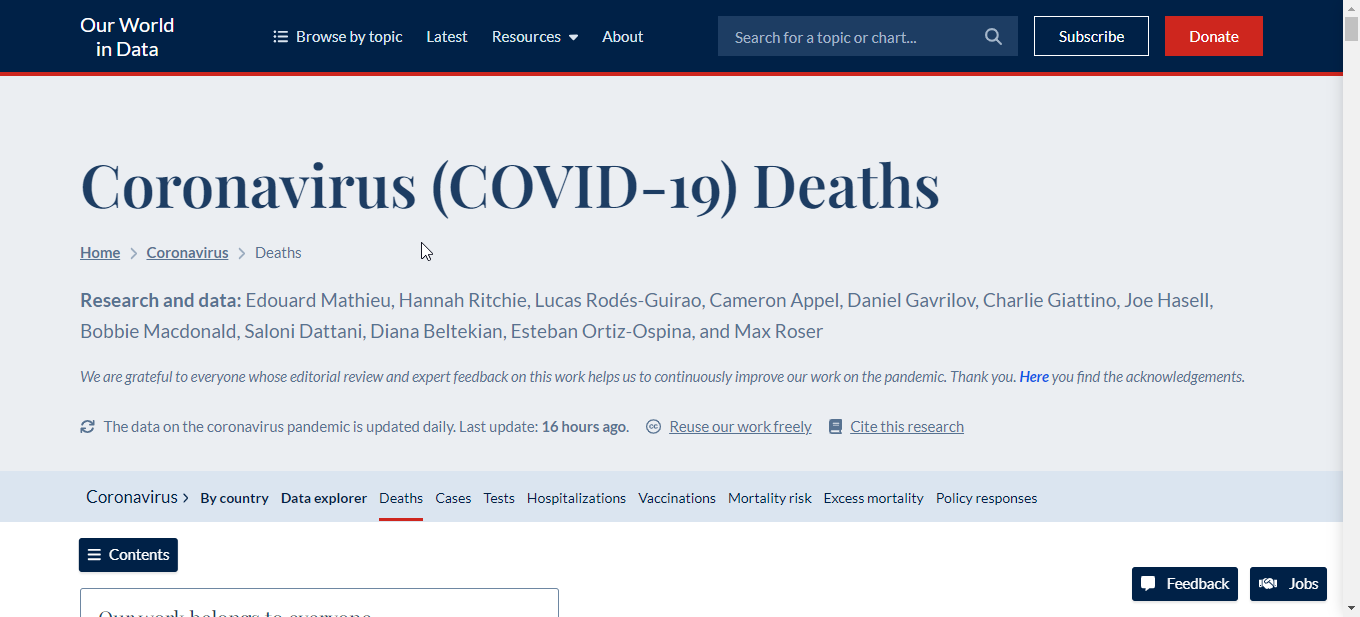 Our World
in Data
Browse by topic Latest Resources About Search for a topic or chart... Subscribe Donate
Coronavirus (COVID-19) Deaths
Home > Coronavirus > Deaths
Research and data: Edouard Mathieu, Hannah Ritchie, Lucas Rodés-Guirao, Cameron Appel, Daniel Gavrilov, Charlie Giattino, Joe Hasell,
Bobbie Macdonald, Saloni Dattani, Diana Beltekian, Esteban Ortiz-Ospina, and Max Roser
We are grateful to everyone whose editorial review and expert feedback on this work helps us to continuously improve our work on the pandemic. Thank you. Here you find the acknowledgements.
The data on the coronavirus pandemic is updated daily. Last update: 16 hours ago. Reuse our work freely Cite this research
Coronavirus > By country Data explorer Deaths Cases Tests Hospitalizations Vaccinations Mortality risk Excess mortality Policy responses
Contents
Feedback Jobs
Our work belongs to everyone